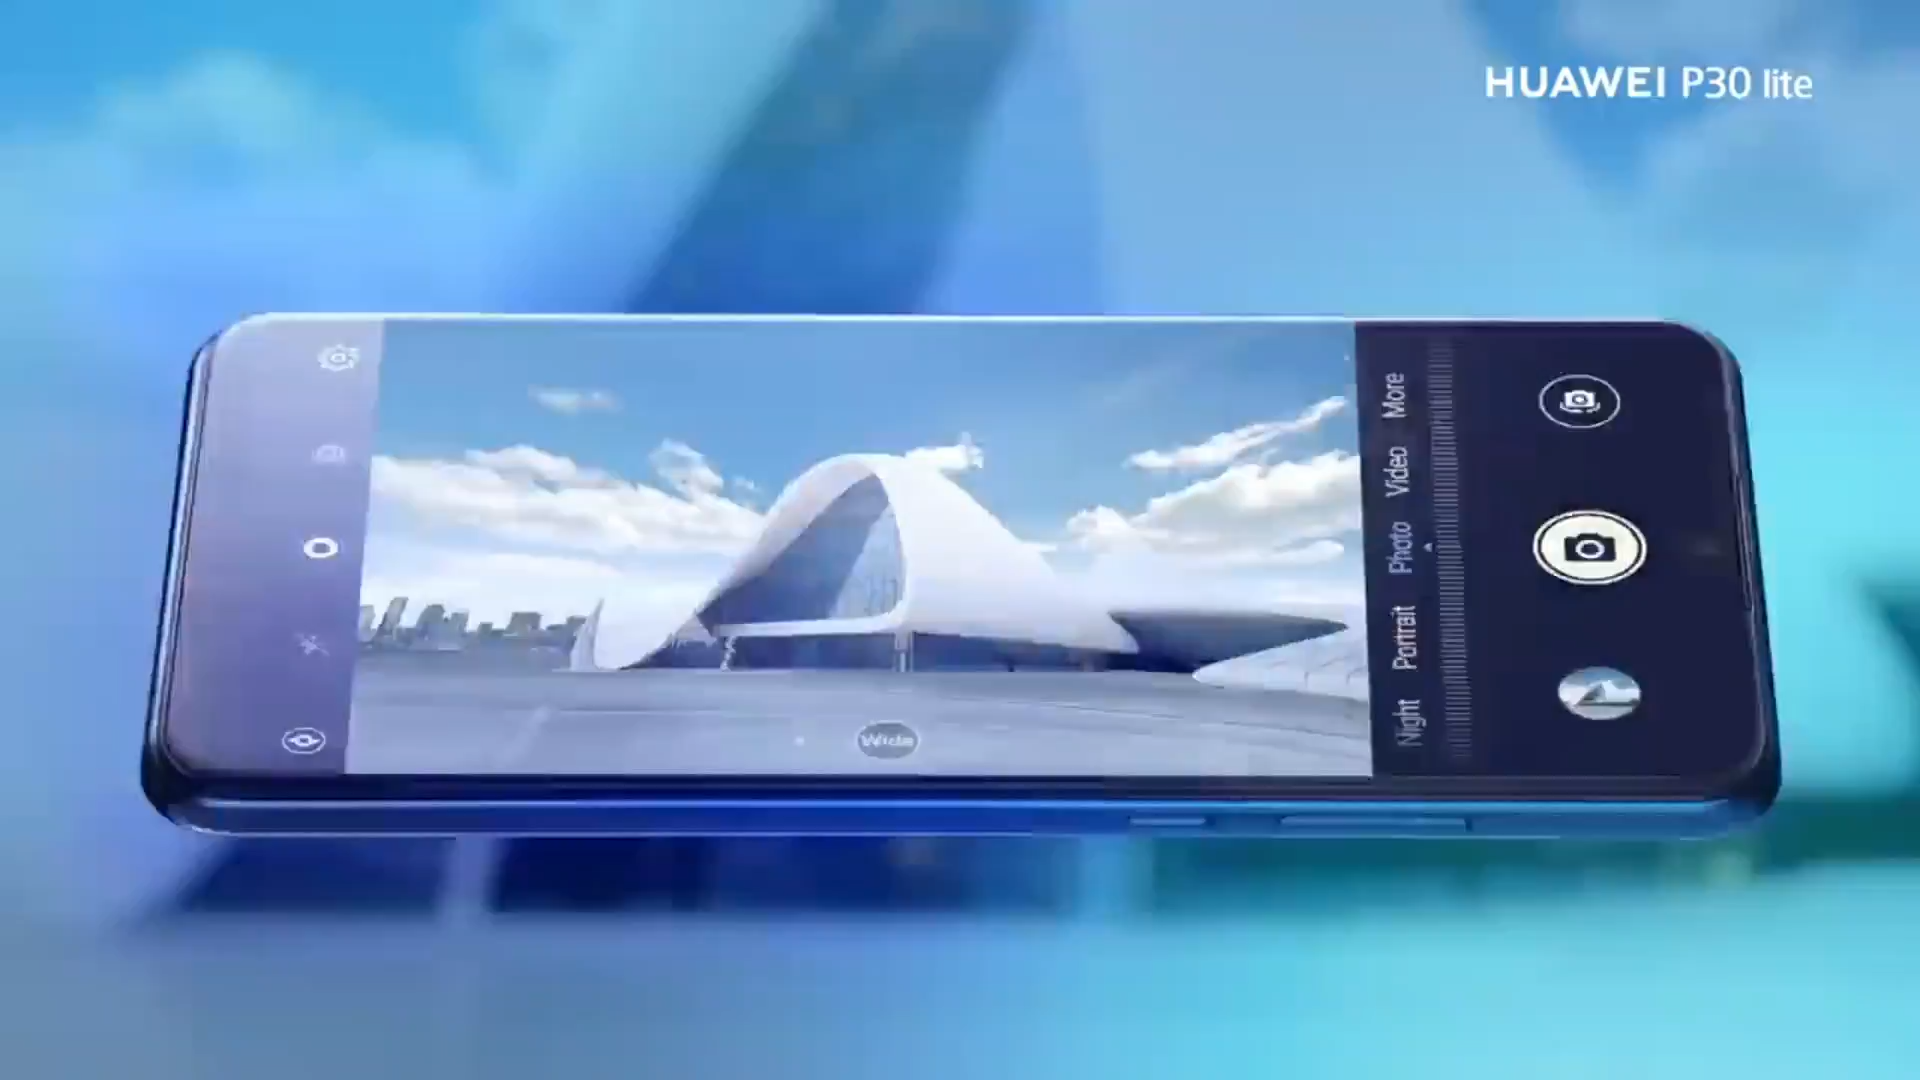 HUAWEI P30 lite
More
Video
Photo
Portrait
Night
Wide